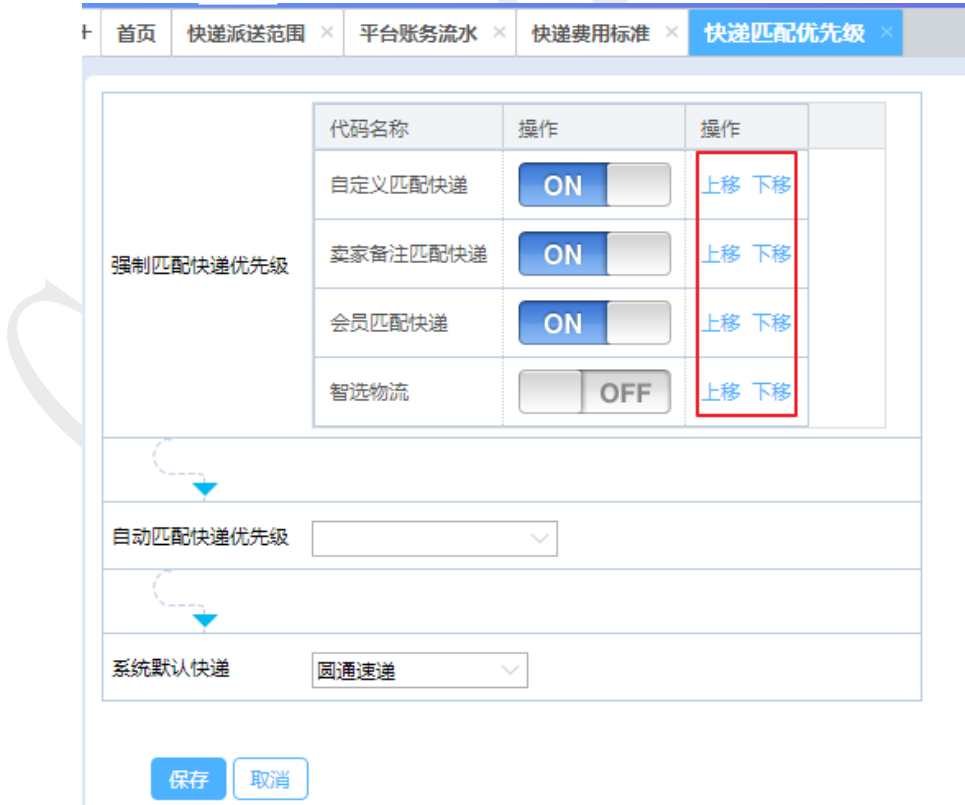 首页 快递派送范围 × 平台账务流水 × 快递费用标准 × 快递匹配优先级 ×
代码名称 操作 操作
自定义匹配快递 ON 上移 下移
卖家备注匹配快递 ON 上移 下移
强制匹配快递优先级
会员匹配快递 ON 上移 下移
智选物流 OFF 上移 下移
自动匹配快递优先级
系统默认快递 圆通速递
保存 取消